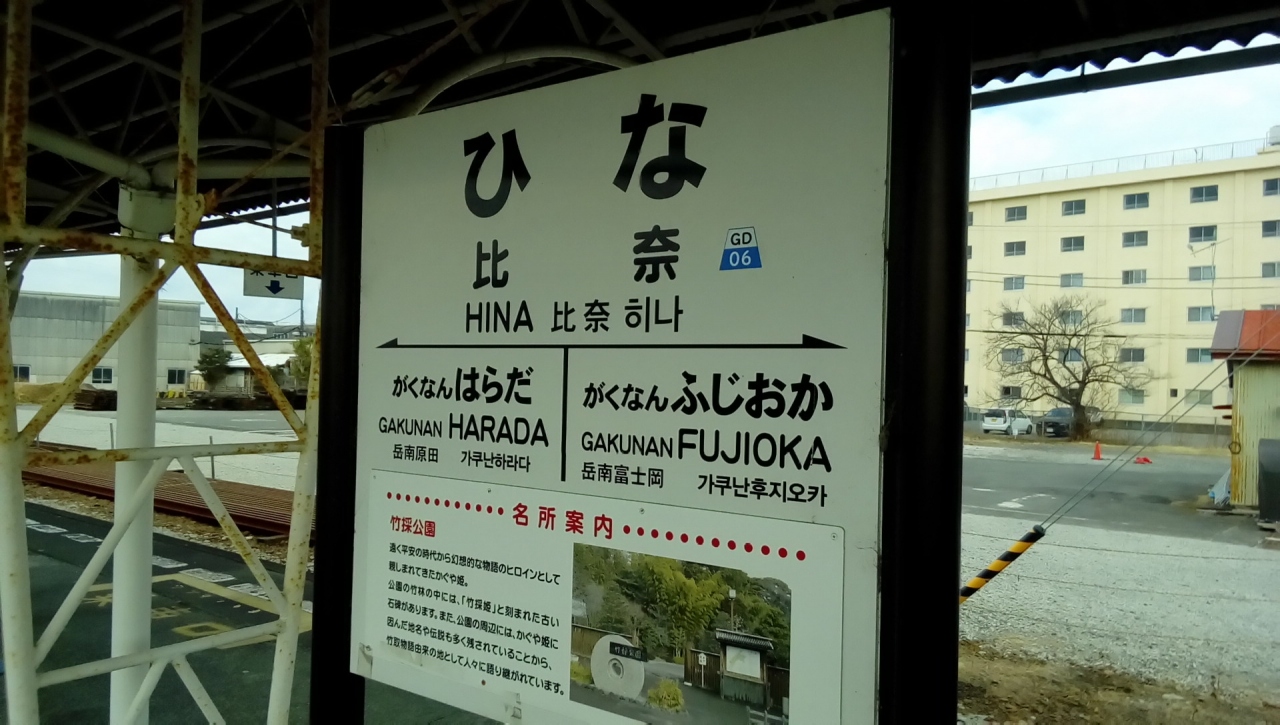 ひな
比奈
GD
06
HINA 比奈 히나
がくなんはらだ
GAKUNAN HARADA
岳南原田 가쿠난하라다
がくなんふじおか
GAKUNAN FUJIOKA
岳南富士岡 가쿠난후지오카
名所案内
竹採公園
遠く平安の時代から幻想的な物語のヒロインとして
親しまれてきたかぐや姫。
公園の竹林の中には、「竹採姫」と刻まれた古い
石碑があります。また、公園の周辺には、かぐや姫に
因んだ地名や伝説も多く残されていることから、
竹取物語由来の地として人々に語り継がれています。
竹採公園